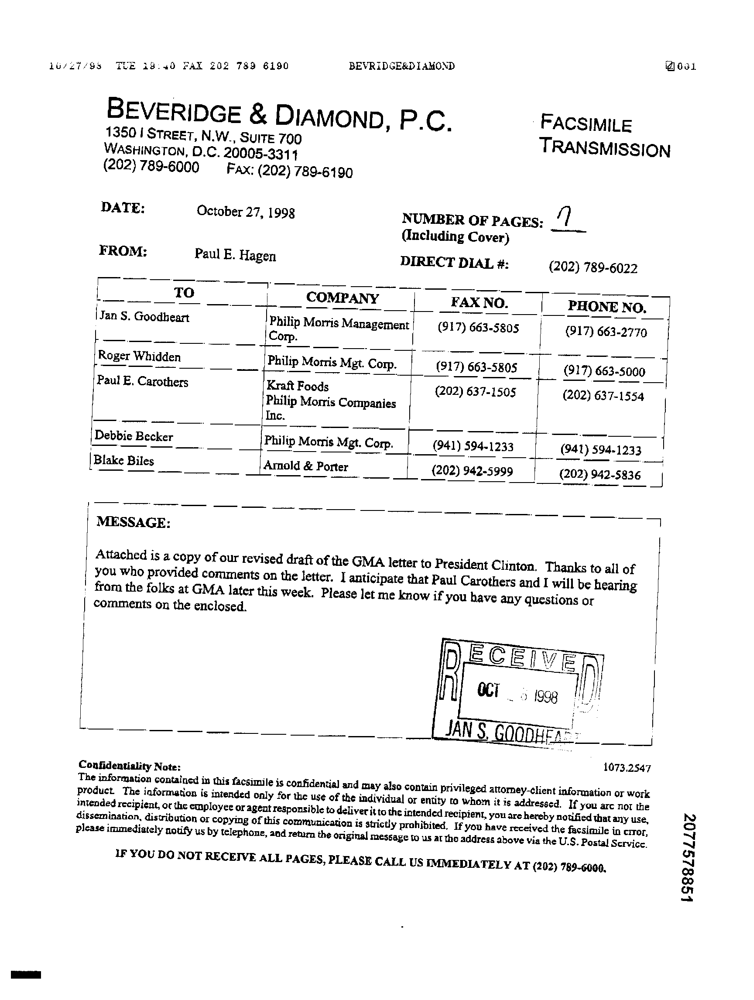 10/27/98 TUE 18:40 FAX 202 789 6190 BEVRIDGE&DIAMOND 001
BEVERIDGE & DIAMOND, P.C.
1350 I STREET, N.W., SUITE 700
WASHINGTON, D.C. 20005-3311
(202) 789-6000 FAX: (202) 789-6190
FACSIMILE
TRANSMISSION
DATE: October 27, 1998
NUMBER OF PAGES: 7
(Including Cover)
FROM: Paul E. Hagen
DIRECT DIAL #: (202) 789-6022
TO COMPANY FAX NO. PHONE NO.
Jan S. Goodheart Philip Morris Management (917) 663-5805 (917) 663-2770
Corp.
Roger Whidden Philip Morris Mgt. Corp. (917) 663-5805 (917) 663-5000
Paul E. Carothers Kraft Foods (202) 637-1505 (202) 637-1554
Philip Morris Companies
Inc.
Debbie Becker Philip Morris Mgt. Corp. (941) 594-1233 (941) 594-1233
Blake Biles Arnold & Porter (202) 942-5999 (202) 942-5836
MESSAGE:
Attached is a copy of our revised draft of the GMA letter to President Clinton. Thanks to all of
you who provided comments on the letter. I anticipate that Paul Carothers and I will be hearing
from the folks at GMA later this week. Please let me know if you have any questions or
comments on the enclosed.
RECEIVED
OCT 1998
JAN S. GOODHEART
1073.2547
Confidentiality Note:
The information contained in this facsimile is confidential and may also contain privileged attorney-client information or work
product. The information is intended only for the use of the individual or entity to whom it is addressed. If you are not the
intended recipient, or the employee or agent responsible to deliver it to the intended recipient, you are hereby notified that any use,
dissemination, distribution or copying of this communication is strictly prohibited. If you have received the facsimile in error,
please immediately notify us by telephone, and return the original message to us at the address above via the U.S. Postal Service.
IF YOU DO NOT RECEIVE ALL PAGES, PLEASE CALL US IMMEDIATELY AT (202) 789-6000.
2077578851